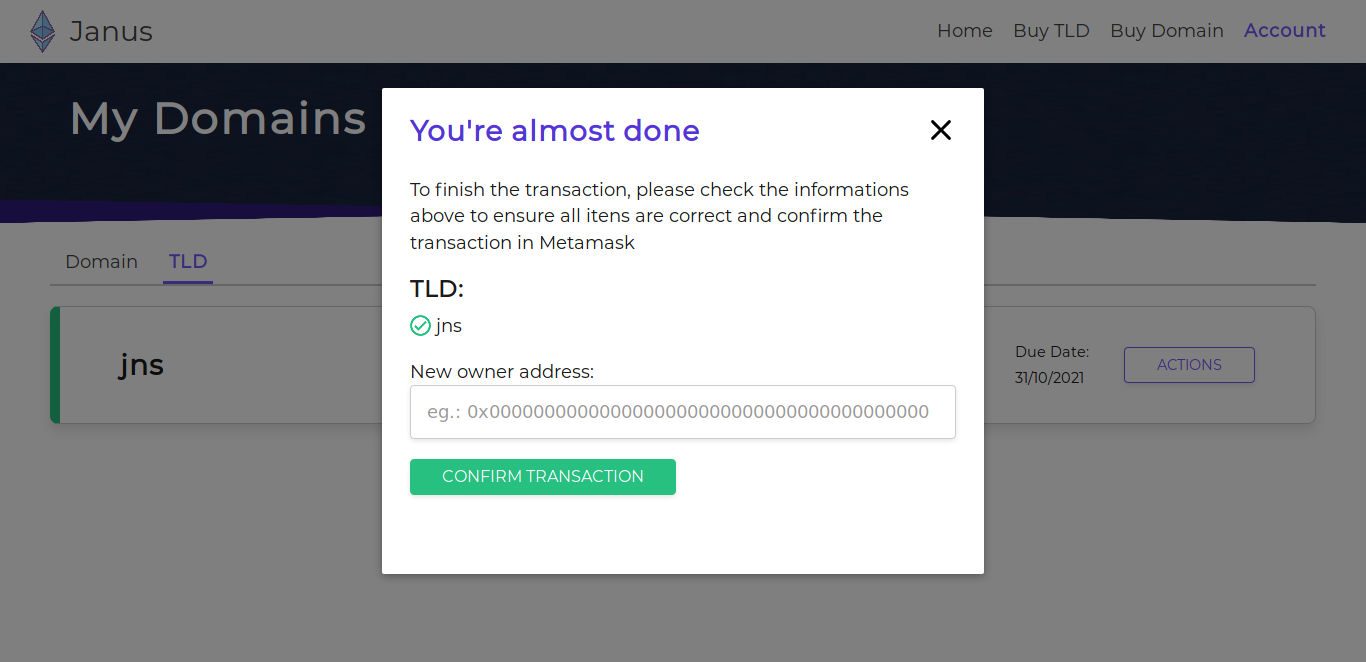 Janus
Home Buy TLD Buy Domain Account
My Domains
You're almost done
To finish the transaction, please check the informations
above to ensure all itens are correct and confirm the
transaction in Metamask
TLD:
jns
New owner address:
eg.: 0x0000000000000000000000000000000000000000
CONFIRM TRANSACTION
Domain TLD
jns
Due Date:
31/10/2021
ACTIONS